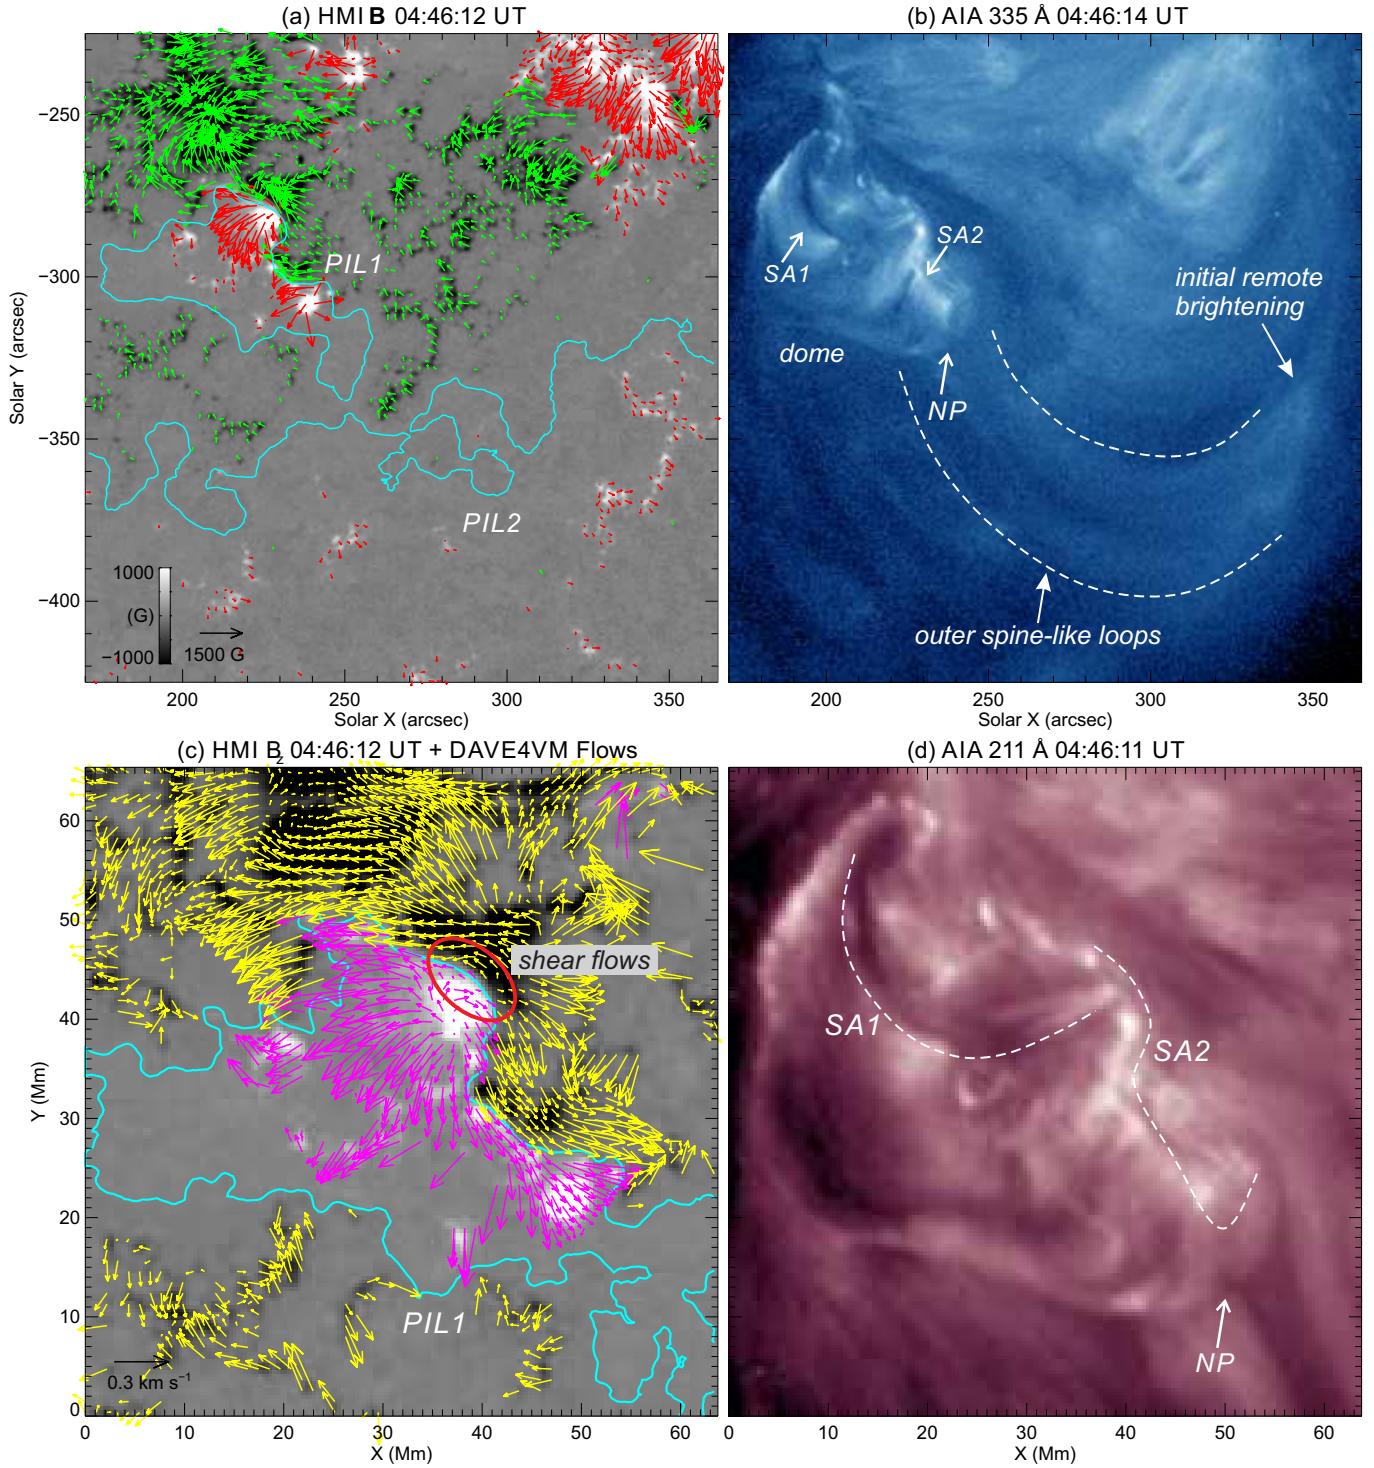 (a) HMI B 04:46:12 UT
−250
−300
−350
−400
Solar Y (arcsec)
PIL1
PIL2
1000
(G)
−1000
1500 G
200
250
300
350
Solar X (arcsec)
(b) AIA 335 Å 04:46:14 UT
SA1
SA2
initial remote
brightening
dome
NP
outer spine-like loops
200
250
300
350
Solar X (arcsec)
(c) HMI Bz 04:46:12 UT + DAVE4VM Flows
60
50
40
30
20
10
0
Y (Mm)
shear flows
PIL1
0.3 km s−1
0
10
20
30
40
50
60
X (Mm)
(d) AIA 211 Å 04:46:11 UT
SA1
SA2
NP
0
10
20
30
40
50
60
X (Mm)